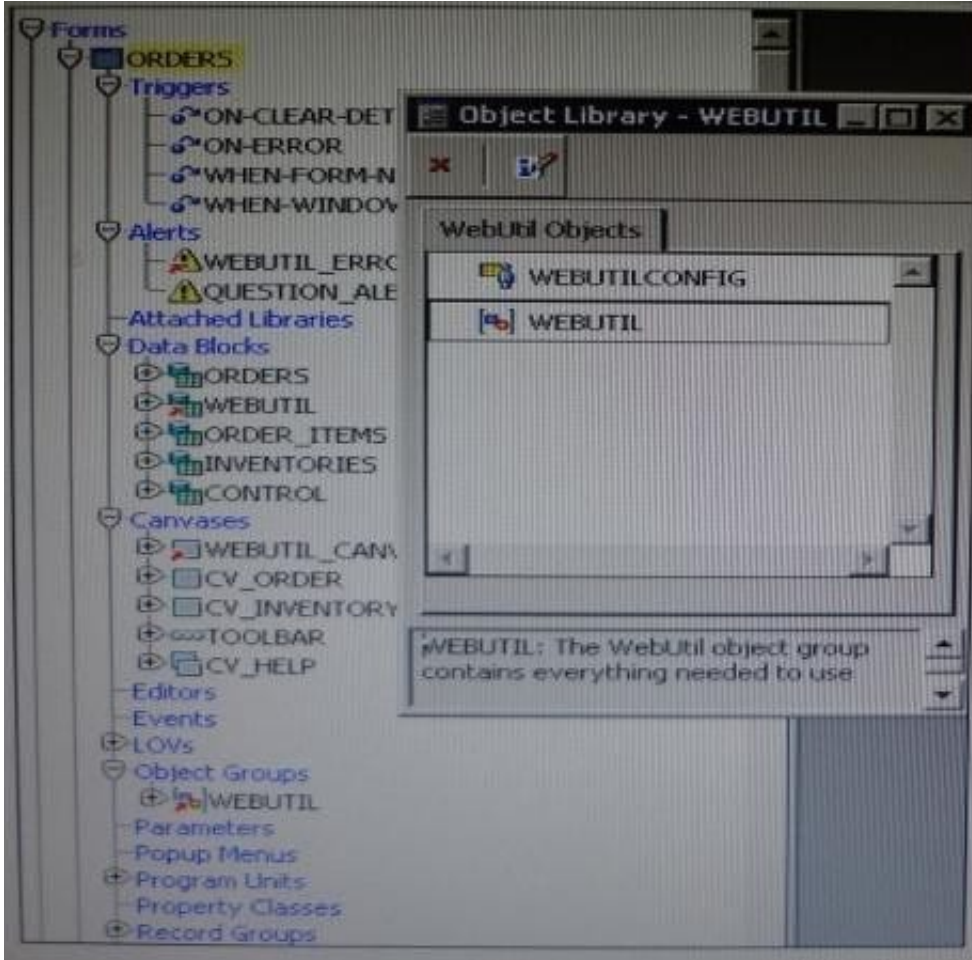 Forms
ORDERS
Triggers
ON-CLEAR-DET
ON-ERROR
WHEN-FORM-N
WHEN-WINDOW
Alerts
WEBUTIL_ERRO
QUESTION_ALE
Attached Libraries
Data Blocks
ORDERS
WEBUTIL
ORDER_ITEMS
INVENTORIES
CONTROL
Canvases
WEBUTIL_CANV
CV_ORDER
CV_INVENTORY
TOOLBAR
CV_HELP
Editors
Events
LOVs
Object Groups
WEBUTIL
Parameters
Popup Menus
Program Units
Property Classes
Record Groups
Object Library - WEBUTIL
WebUtil Objects
WEBUTILCONFIG
WEBUTIL
WEBUTIL: The WebUtil object group
contains everything needed to use